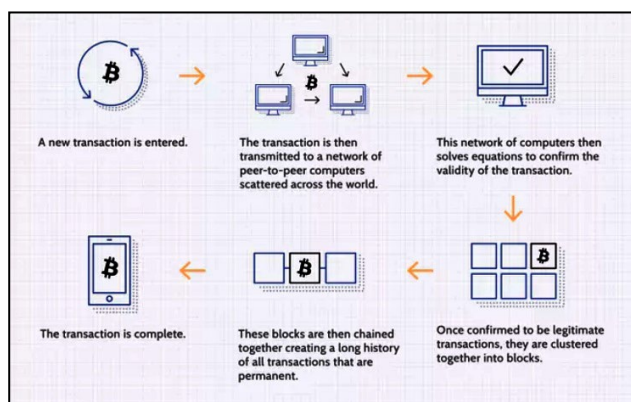 A new transaction is entered.
The transaction is then
transmitted to a network of
peer-to-peer computers
scattered across the world.
This network of computers then
solves equations to confirm the
validity of the transaction.
Once confirmed to be legitimate
transactions, they are clustered
together into blocks.
These blocks are then chained
together creating a long history
of all transactions that are
permanent.
The transaction is complete.